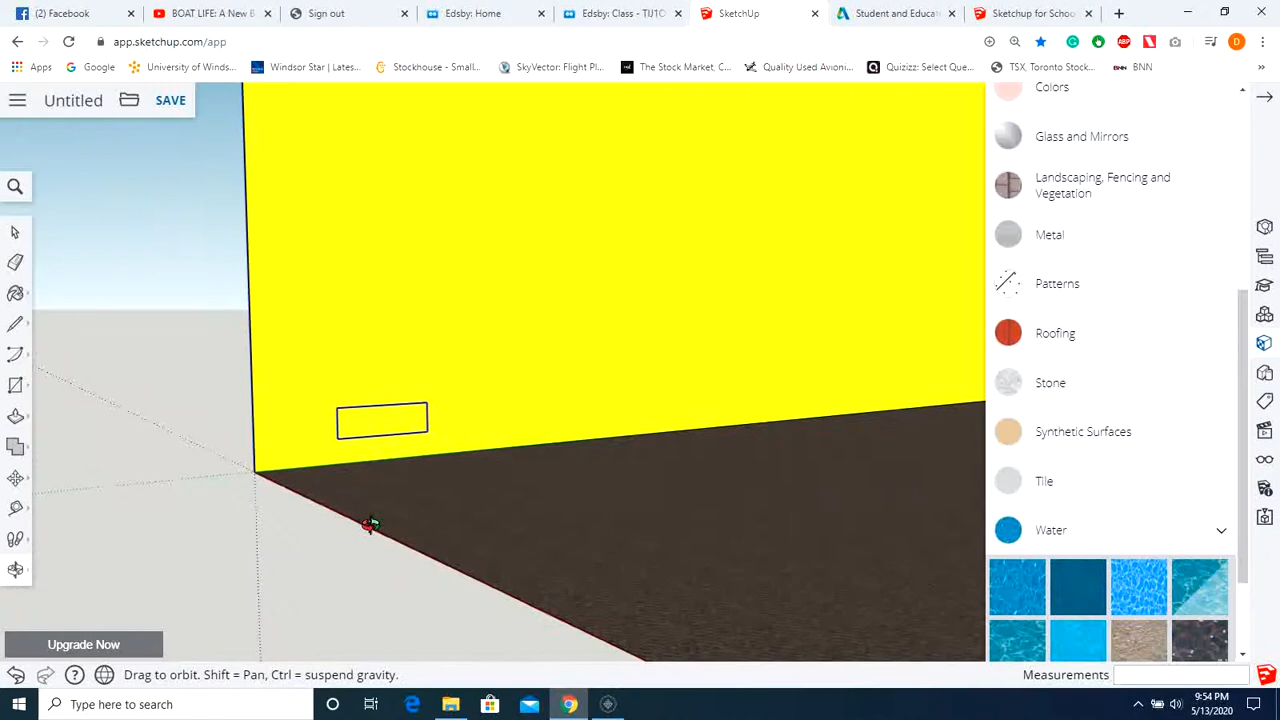 (2) Facebook
BOAT LIFE: A New B
Sign out
Edsby: Home
Edsby: Class - TIJ1C
SketchUp
Student and Educat
Sketchup for Schoo
app.sketchup.com/app
ABP
D
Apps
Google
University of Winds...
Windsor Star | Lates...
Stockhouse - Small...
SkyVector: Flight Pl...
The Stock Market, C...
Quality Used Avioni...
Quizizz: Select Que...
TSX, Toronto Stock...
BNN
BNN
»
Untitled
SAVE
Colors
Glass and Mirrors
Landscaping, Fencing and
Vegetation
Metal
Patterns
Roofing
Stone
Synthetic Surfaces
Tile
Water
Upgrade Now
Drag to orbit. Shift = Pan, Ctrl = suspend gravity.
Measurements
Type here to search
9:54 PM
5/13/2020